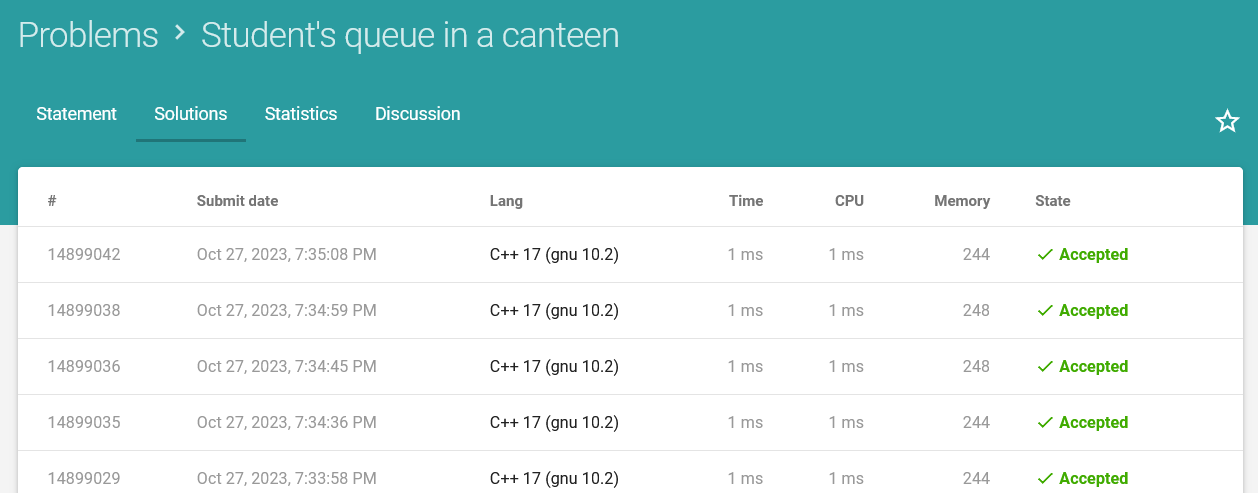 Problems > Student's queue in a canteen
Statement Solutions Statistics Discussion
# Submit date Lang Time CPU Memory State
14899042 Oct 27, 2023, 7:35:08 PM C++ 17 (gnu 10.2) 1 ms 1 ms 244 Accepted
14899038 Oct 27, 2023, 7:34:59 PM C++ 17 (gnu 10.2) 1 ms 1 ms 248 Accepted
14899036 Oct 27, 2023, 7:34:45 PM C++ 17 (gnu 10.2) 1 ms 1 ms 248 Accepted
14899035 Oct 27, 2023, 7:34:36 PM C++ 17 (gnu 10.2) 1 ms 1 ms 244 Accepted
14899029 Oct 27, 2023, 7:33:58 PM C++ 17 (gnu 10.2) 1 ms 1 ms 244 Accepted